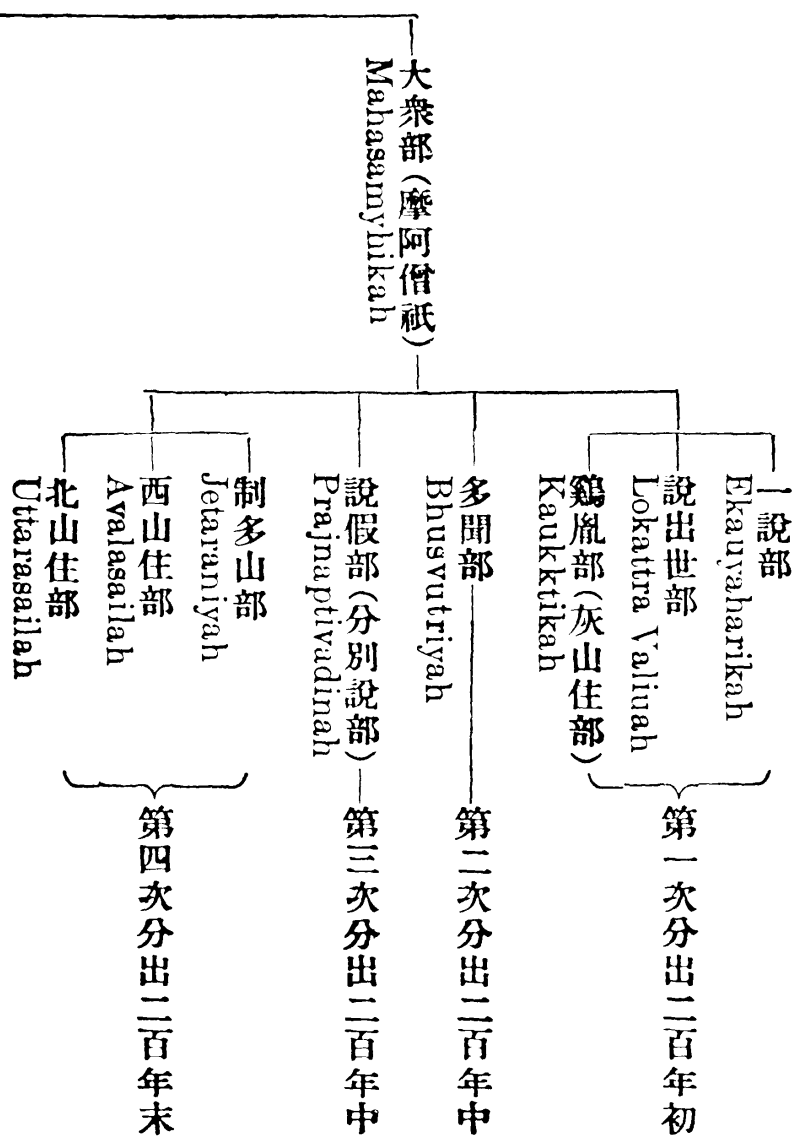 大衆部（摩阿僧祇）
Mahasamyhikah
一說部
Ekauyaharikah
說出世部
Lokattra Valiuah
鷄胤部（灰山住部）
Kaukktikah
第一次分出二百年初
多聞部
Bhusvutriyah
第二次分出二百年中
說假部（分別說部）
Prajnaptivadinah
第三次分出二百年中
制多山部
Jetaraniyah
西山住部
Avalasailah
北山住部
Uttarasailah
第四次分出二百年末